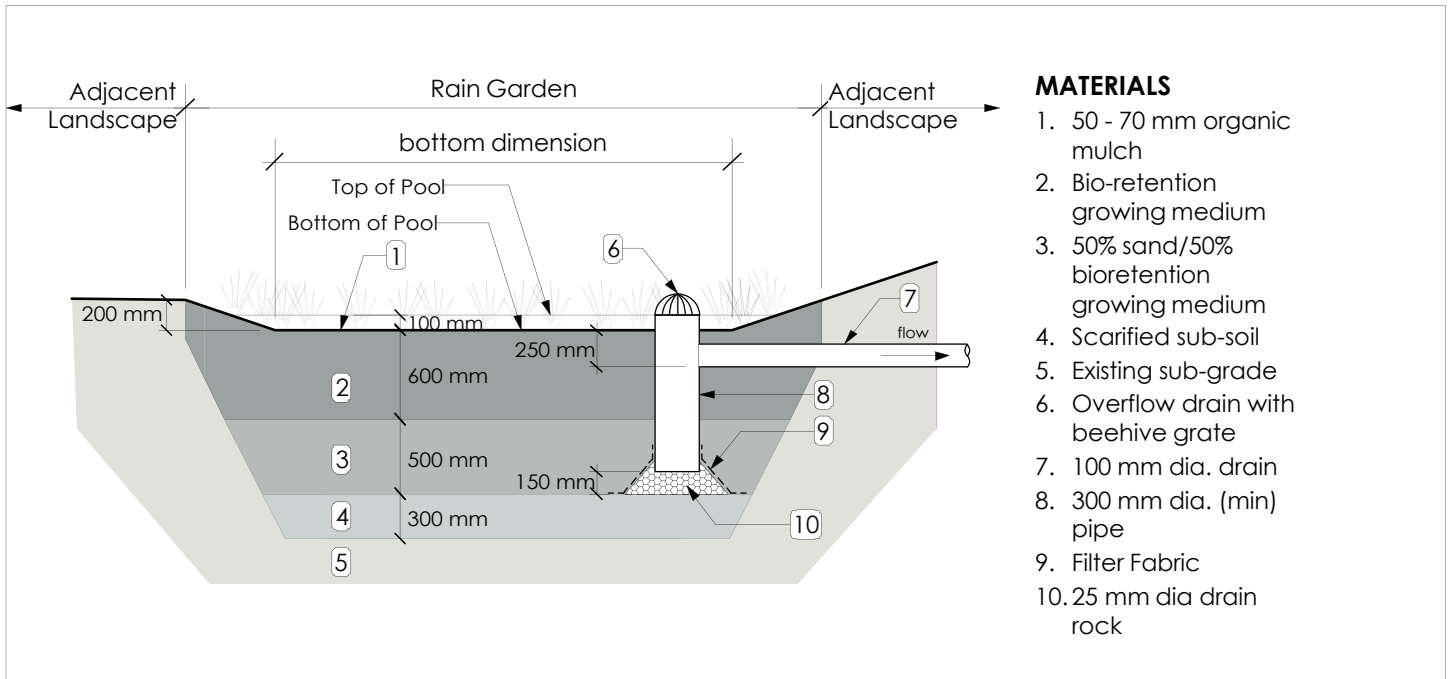 Adjacent
Landscape
Rain Garden
Adjacent
Landscape
bottom dimension
Top of Pool
Bottom of Pool
1
6
7
200 mm
100 mm
250 mm
flow
600 mm
2
8
9
3
500 mm
150 mm
4
300 mm
10
5
MATERIALS
1. 50 - 70 mm organic
mulch
2. Bio-retention
growing medium
3. 50% sand/50%
bioretention
growing medium
4. Scarified sub-soil
5. Existing sub-grade
6. Overflow drain with
beehive grate
7. 100 mm dia. drain
8. 300 mm dia. (min)
pipe
9. Filter Fabric
10. 25 mm dia drain
rock